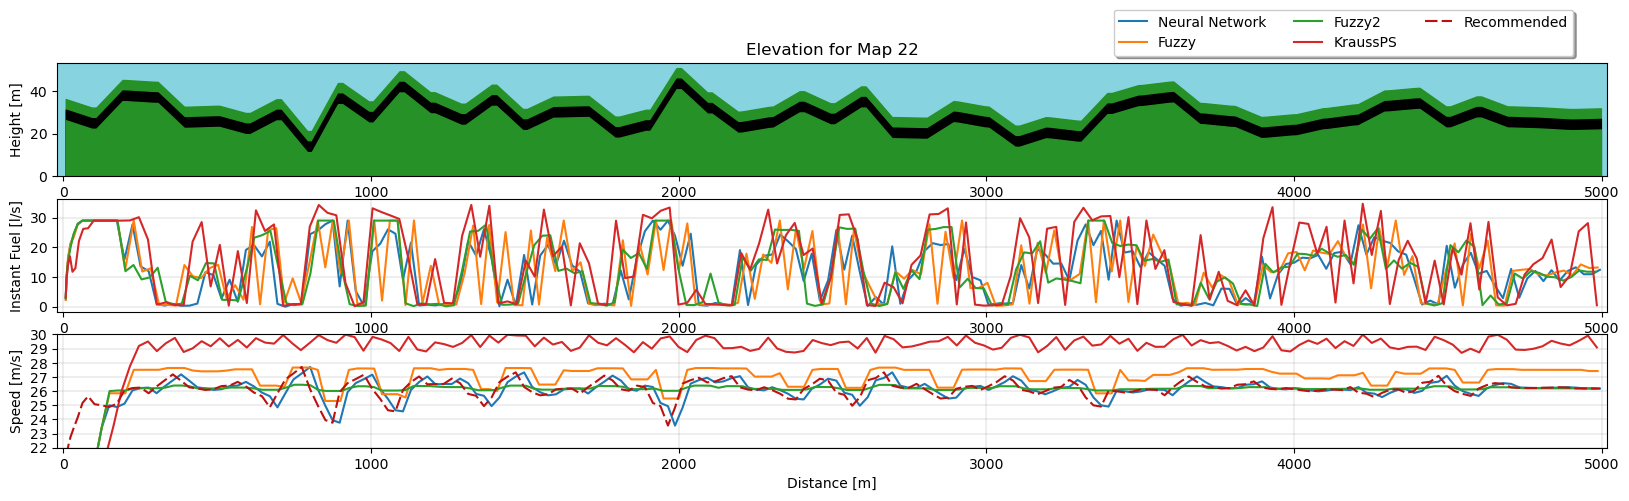 Neural Network
Fuzzy
Fuzzy2
KraussPS
Recommended
Elevation for Map 22
Height [m]
40
20
0
0 1000 2000 3000 4000 5000
Instant Fuel [l/s]
30
20
10
0
0 1000 2000 3000 4000 5000
Speed [m/s]
30
29
28
27
26
25
24
23
22
0 1000 2000 3000 4000 5000
Distance [m]